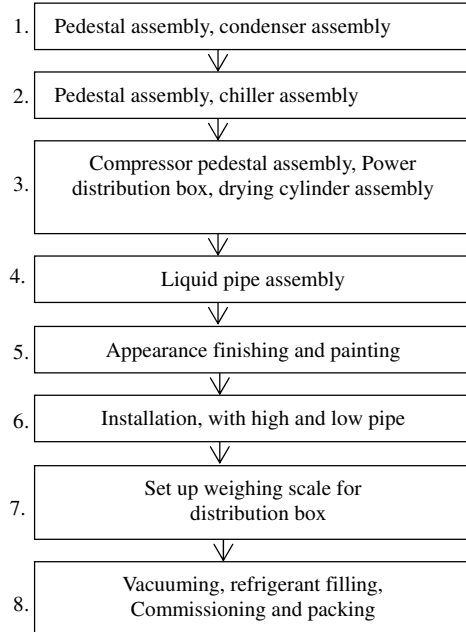 1. Pedestal assembly, condenser assembly
2. Pedestal assembly, chiller assembly
3. Compressor pedestal assembly, Power
distribution box, drying cylinder assembly
4. Liquid pipe assembly
5. Appearance finishing and painting
6. Installation, with high and low pipe
7. Set up weighing scale for
distribution box
8. Vacuuming, refrigerant filling,
Commissioning and packing